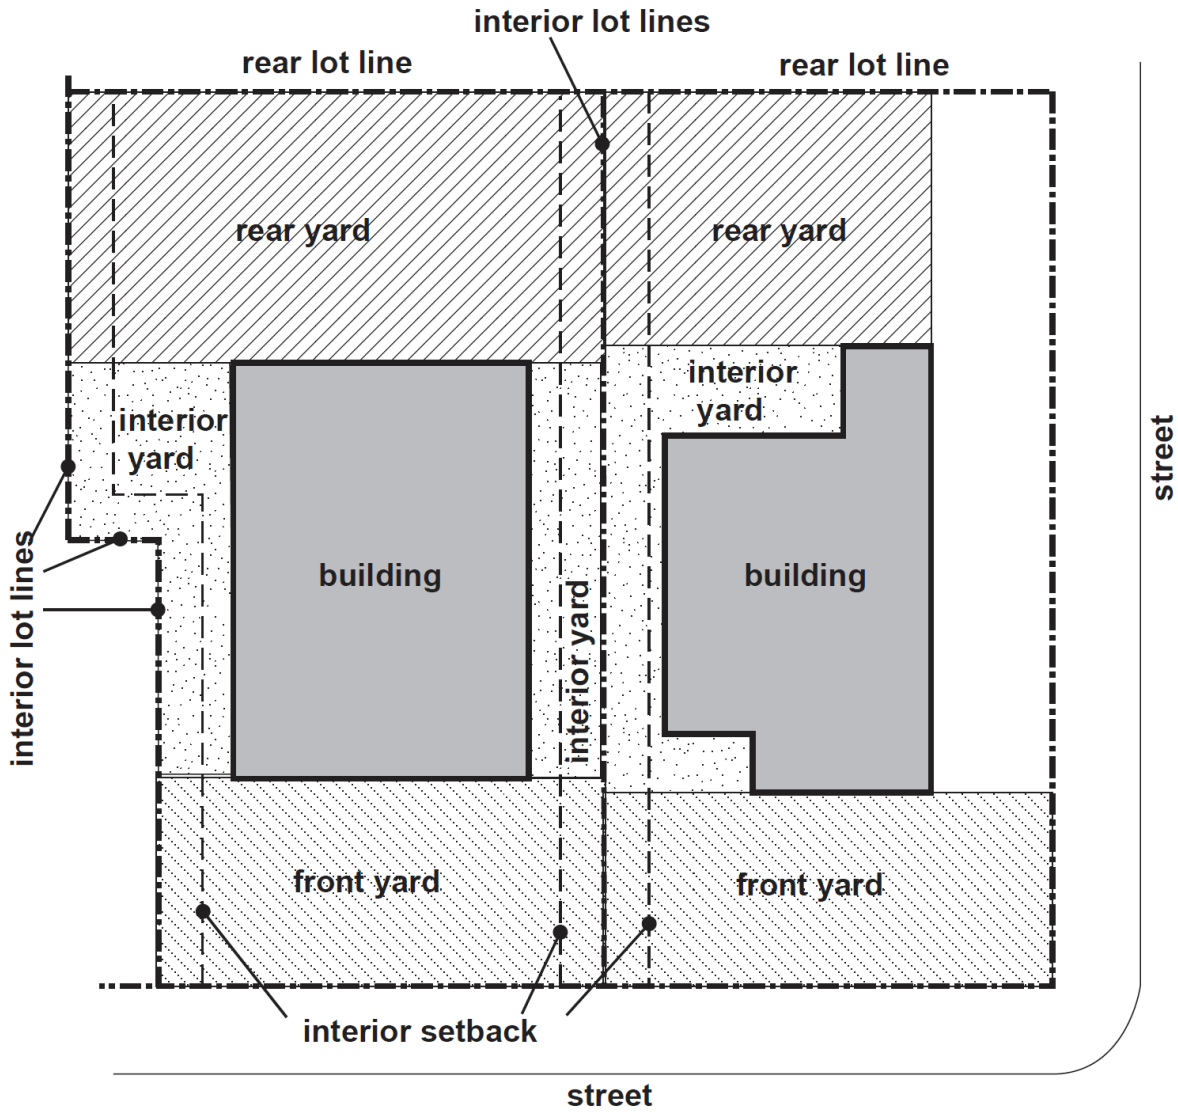 interior lot lines
rear lot line
rear lot line
rear yard
rear yard
interior
yard
interior
yard
street
building
building
interior lot lines
interior yard
front yard
front yard
interior setback
street